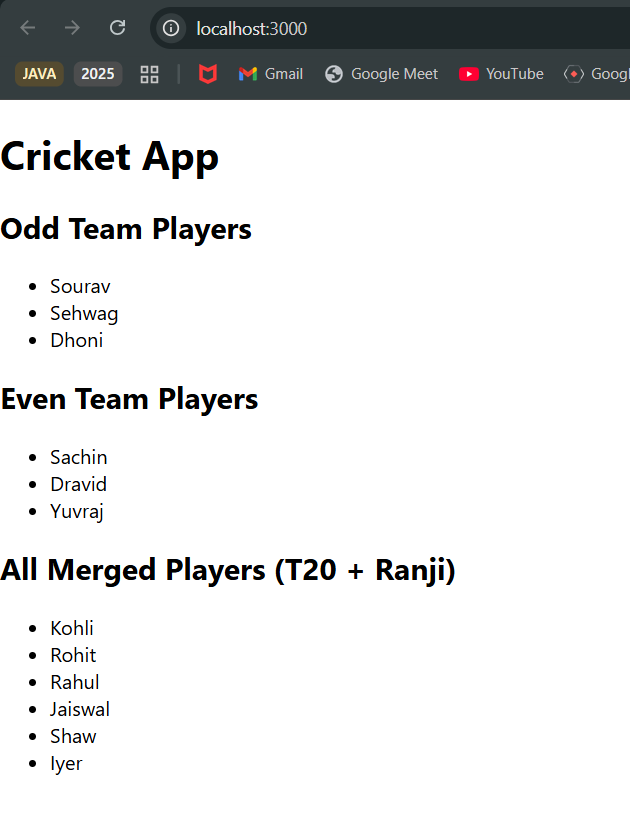 localhost:3000
JAVA 2025 Gmail Google Meet YouTube Googl
Cricket App
Odd Team Players
Sourav
Sehwag
Dhoni
Even Team Players
Sachin
Dravid
Yuvraj
All Merged Players (T20 + Ranji)
Kohli
Rohit
Rahul
Jaiswal
Shaw
Iyer